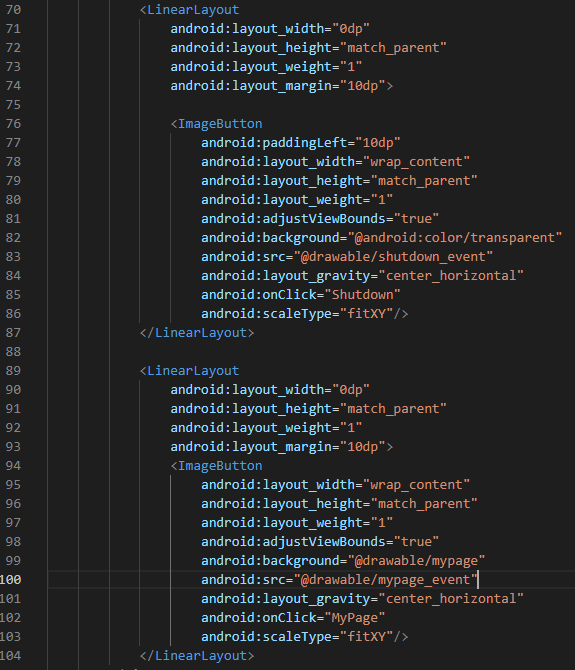 70 <LinearLayout
71 android:layout_width="0dp"
72 android:layout_height="match_parent"
73 android:layout_weight="1"
74 android:layout_margin="10dp">
75
76 <ImageButton
77 android:paddingLeft="10dp"
78 android:layout_width="wrap_content"
79 android:layout_height="match_parent"
80 android:layout_weight="1"
81 android:adjustViewBounds="true"
82 android:background="@android:color/transparent"
83 android:src="@drawable/shutdown_event"
84 android:layout_gravity="center_horizontal"
85 android:onClick="Shutdown"
86 android:scaleType="fitXY"/>
87 </LinearLayout>
88
89 <LinearLayout
90 android:layout_width="0dp"
91 android:layout_height="match_parent"
92 android:layout_weight="1"
93 android:layout_margin="10dp">
94 <ImageButton
95 android:layout_width="wrap_content"
96 android:layout_height="match_parent"
97 android:layout_weight="1"
98 android:adjustViewBounds="true"
99 android:background="@drawable/mypage"
100 android:src="@drawable/mypage_event"
101 android:layout_gravity="center_horizontal"
102 android:onClick="MyPage"
103 android:scaleType="fitXY"/>
104 </LinearLayout>